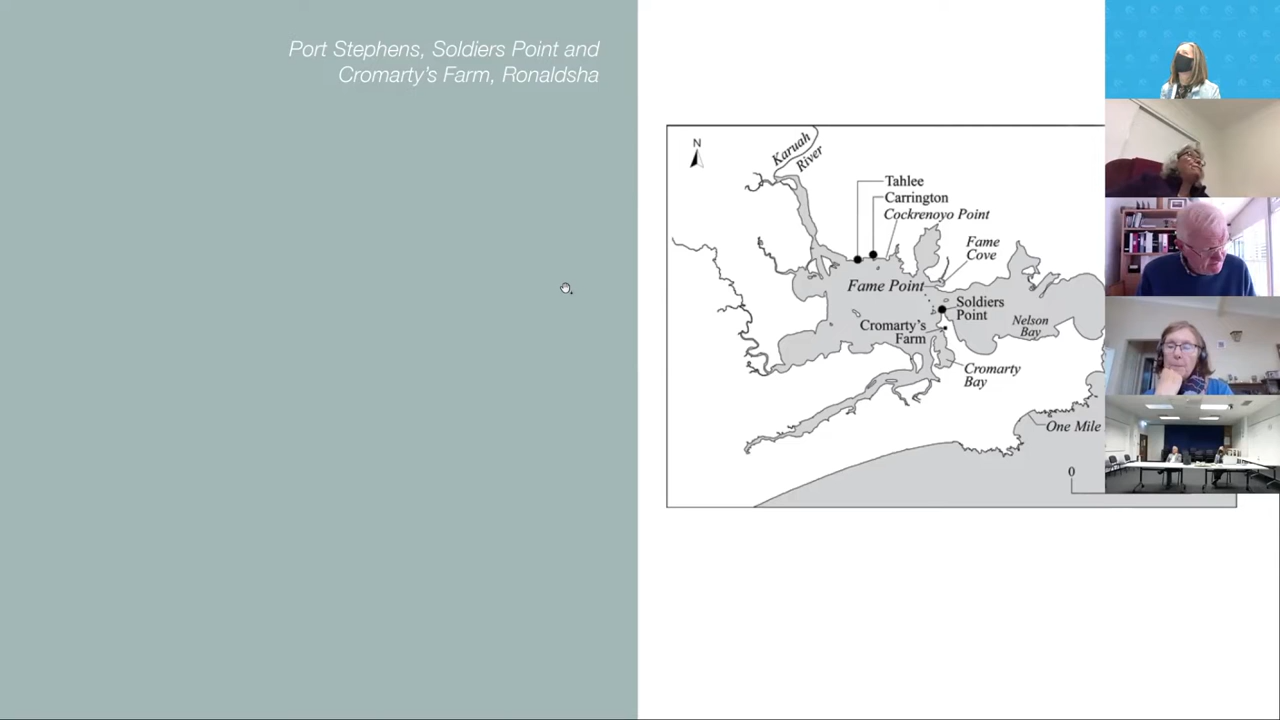 Port Stephens, Soldiers Point and
Cromarty's Farm, Ronaldsha
N
Karuah
River
Tahlee
Carrington
Cockrenoyo Point
Fame
Cove
Fame Point
Soldiers
Point
Nelson
Bay
Cromarty's
Farm
Cromarty
Bay
One Mile
0